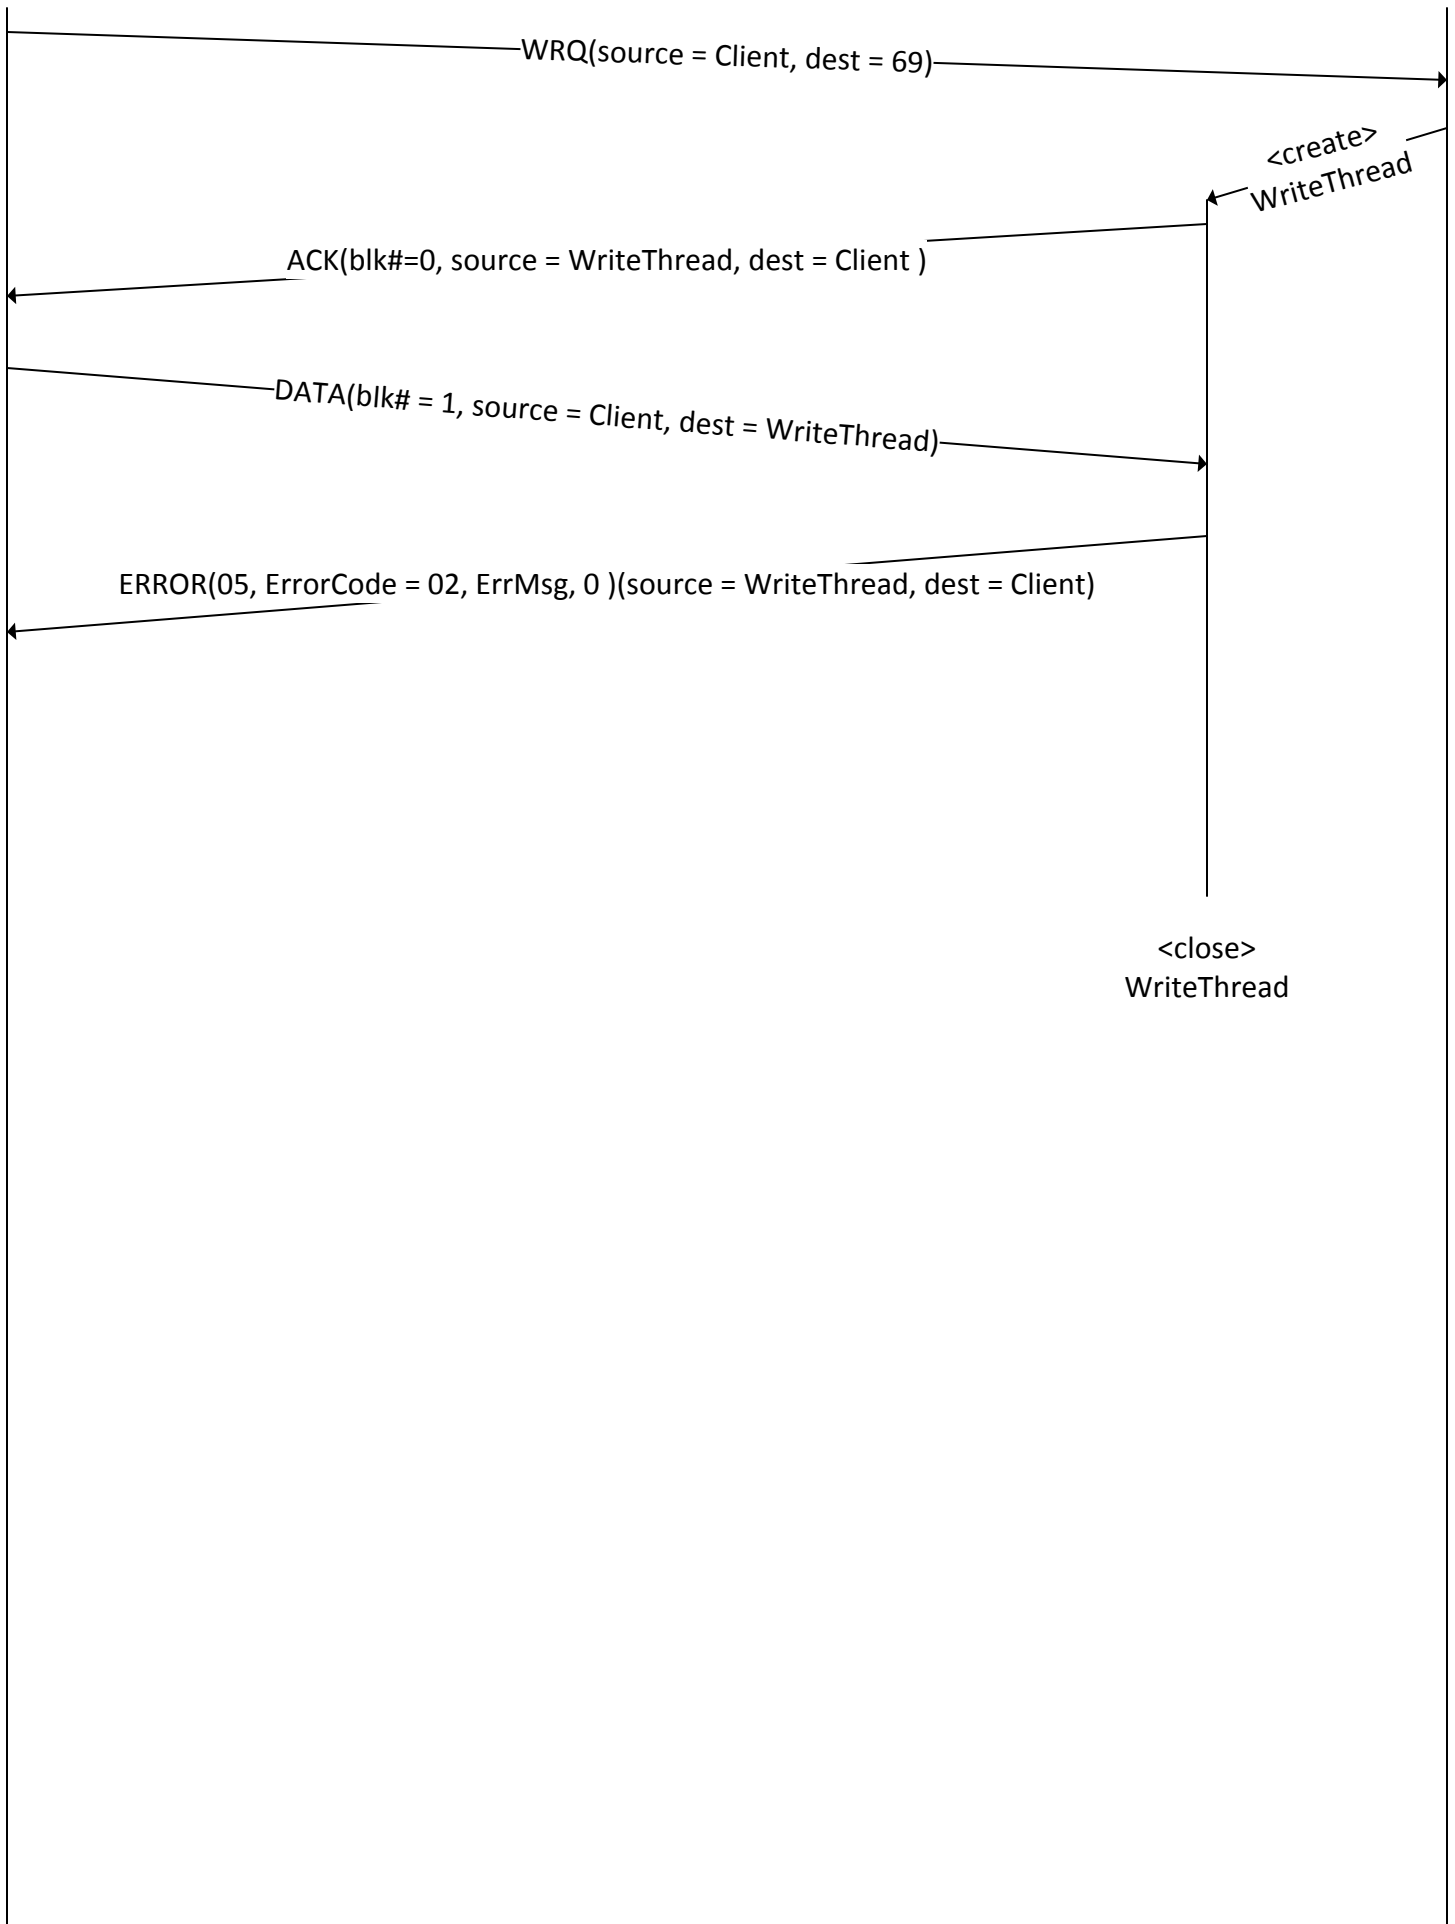 WRQ(source = Client, dest = 69)
<create>
WriteThread
ACK(blk#=0, source = WriteThread, dest = Client )
DATA(blk# = 1, source = Client, dest = WriteThread)
ERROR(05, ErrorCode = 02, ErrMsg, 0 )(source = WriteThread, dest = Client)
<close>
WriteThread